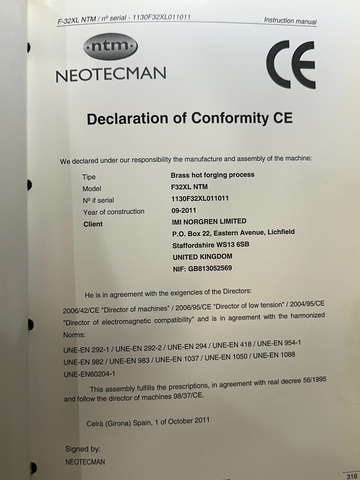 F-32XL NTM / nº serial - 1130F32XL011011 Instruction manual
ntm
NEOTECMAN
CE
Declaration of Conformity CE
We declared under our responsibility the manufacture and assembly of the machine:
Tipe Brass hot forging process
Model F32XL NTM
Nº if serial 1130F32XL011011
Year of construction 09-2011
Client IMI NORGREN LIMITED
P.O. Box 22, Eastern Avenue, Lichfield
Staffordshire WS13 6SB
UNITED KINGDOM
NIF: GB813052569
He is in agreement with the exigencies of the Directors:
2006/42/CE "Director of machines" / 2006/95/CE "Director of low tension" / 2004/95/CE
"Director of electromagnetic compatibility" and is in agreement with the harmonized
Norms:
UNE-EN 292-1 / UNE-EN 292-2 / UNE-EN 294 / UNE-EN 418 / UNE-EN 954-1
UNE-EN 982 / UNE-EN 983 / UNE-EN 1037 / UNE-EN 1050 / UNE-EN 1088
UNE-EN60204-1
This assembly fulfills the prescriptions, in agreement with real decree 56/1995
and follow the director of machines 98/37/CE.
Celrà (Girona) Spain, 1 of October 2011
Signed by:
NEOTECMAN
318